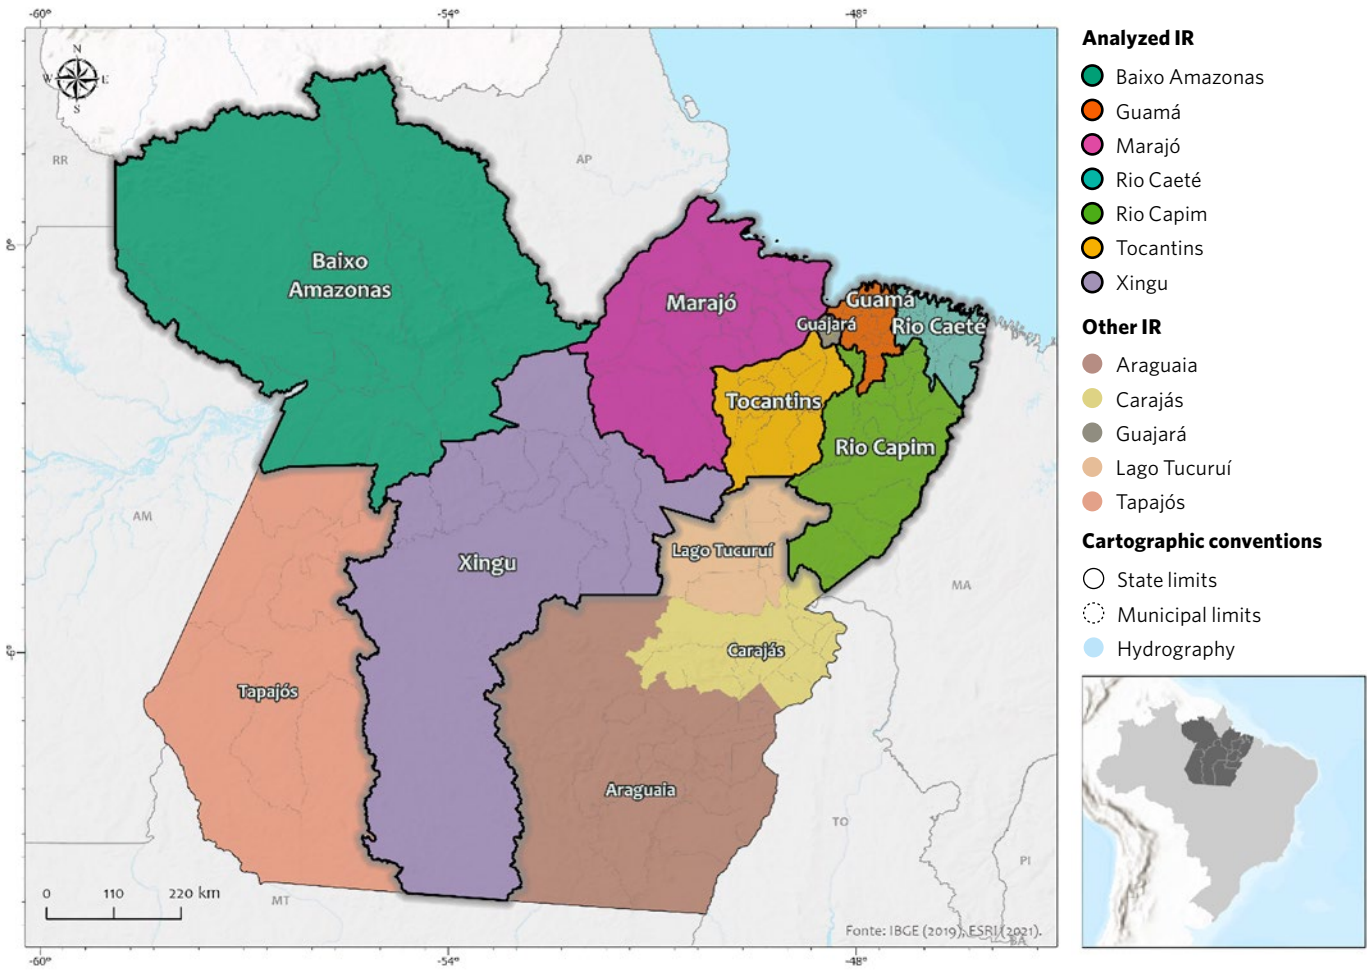 -60°
-54°
-48°
N
W
E
S
RR
AP
0°
Baixo
Amazonas
Marajó
Guamá
Guajará
Rio Caeté
Tocantins
Rio Capim
AM
Xingu
Lago Tucuruí
MA
-6°
Carajás
Tapajós
Araguaia
TO
PI
0
110
220 km
MT
Fonte: IBGE (2019), ESRI (2021).
BA
-60°
-54°
-48°
Analyzed IR
Baixo Amazonas
Guamá
Marajó
Rio Caeté
Rio Capim
Tocantins
Xingu
Other IR
Araguaia
Carajás
Guajará
Lago Tucuruí
Tapajós
Cartographic conventions
State limits
Municipal limits
Hydrography